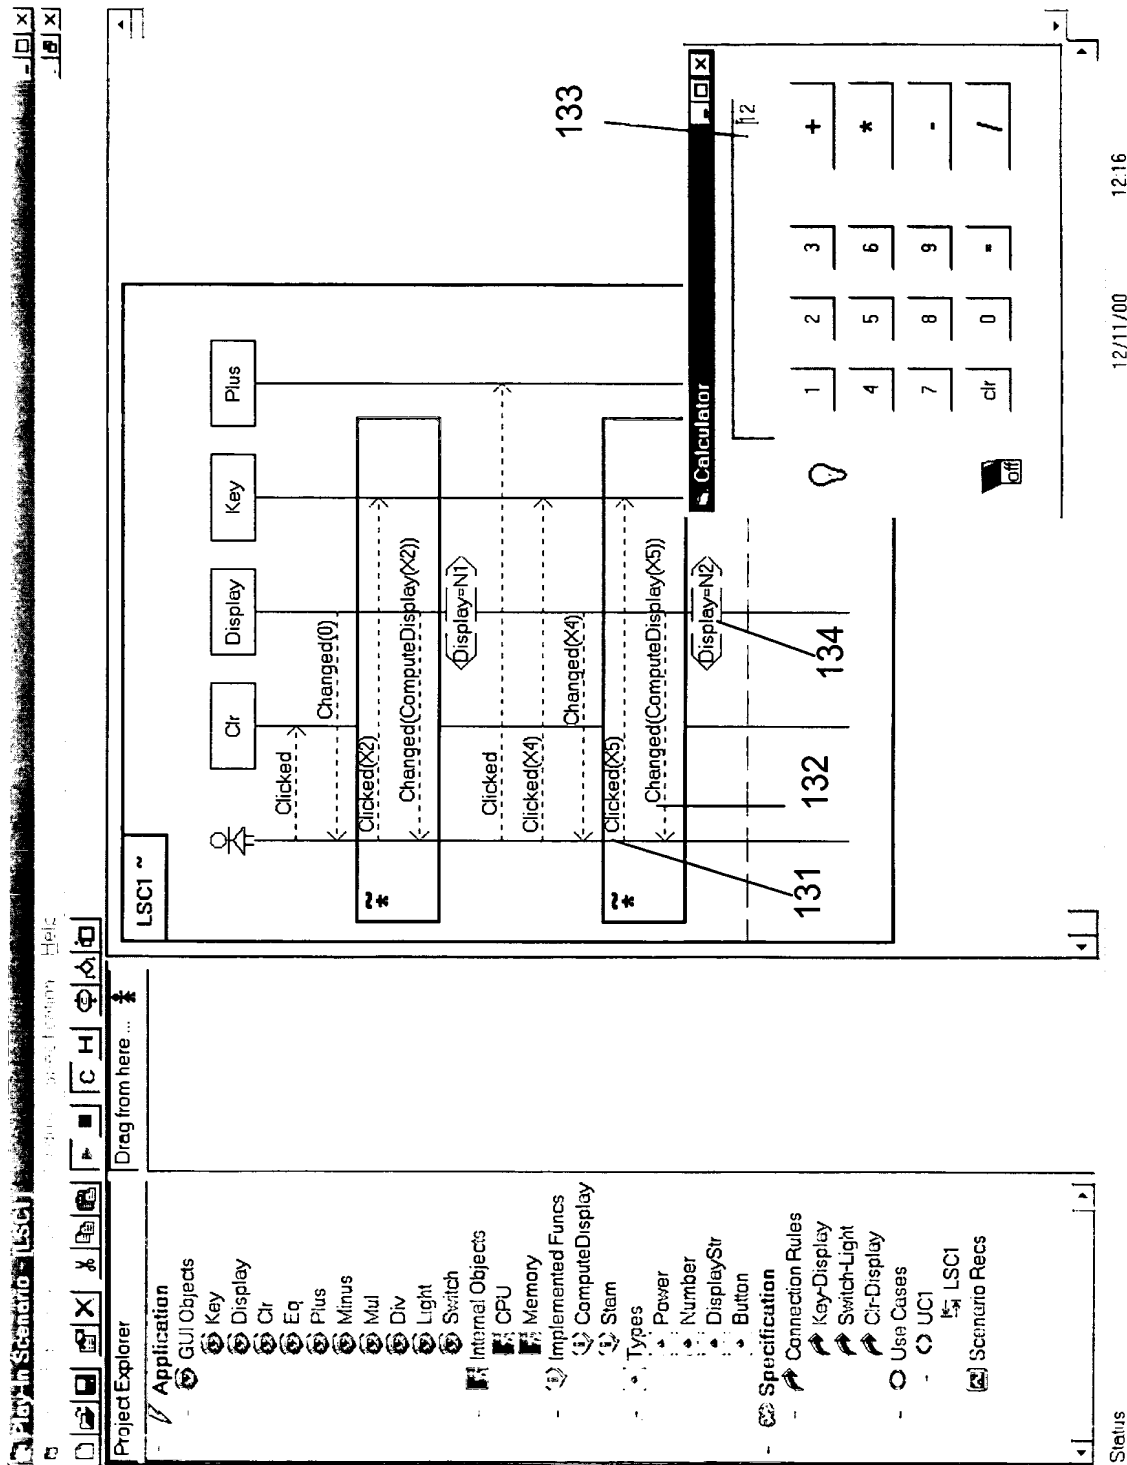 Play in Scenario - [LSC1]
Help
C H
Project Explorer
Drag from here ...
Application
GUI Objects
Key
Display
Clr
Eq
Plus
Minus
Mul
Div
Light
Switch
Internal Objects
CPU
Memory
Implemented Funcs
ComputeDisplay
Stam
Types
Power
Number
DisplayStr
Button
Specification
Connection Rules
Key-Display
Switch-Light
Clr-Display
Use Cases
UC1
LSC1
Scenario Recs
LSC1 ~
Clr
Display
Key
Plus
Clicked
Changed(0)
~*
Clicked(X2)
Changed(ComputeDisplay(X2))
Display=N1
Clicked
Clicked(X4)
Changed(X4)
~*
Clicked(X5)
Changed(ComputeDisplay(X5))
Display=N2
131
132
134
133
Calculator
12
1 2 3 +
4 5 6 *
7 8 9 -
clr 0 = /
off
Status
12/11/00 12:16